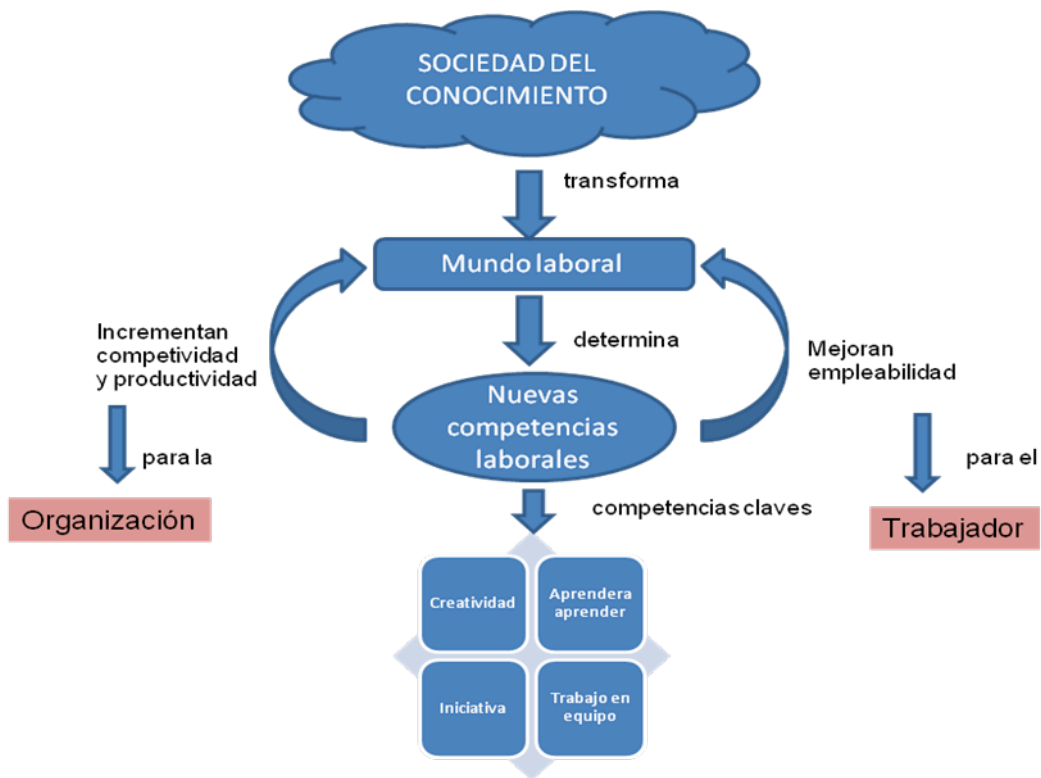 SOCIEDAD DEL
CONOCIMIENTO
transforma
Mundo laboral
Incrementan
competividad
y productividad
determina
Mejoran
empleabilidad
Nuevas
competencias
laborales
para la
para el
Organización
competencias claves
Trabajador
Creatividad
Aprendera
aprender
Iniciativa
Trabajo en
equipo